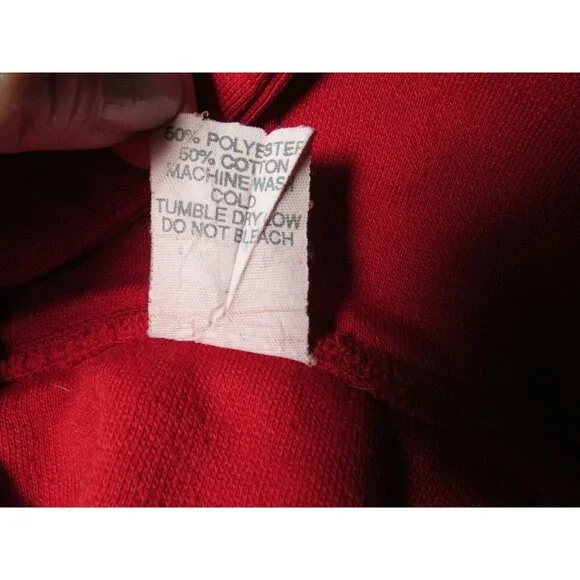 50% POLYESTER
50% COTTON
MACHINE WASH
COLD
TUMBLE DRY LOW
DO NOT BLEACH